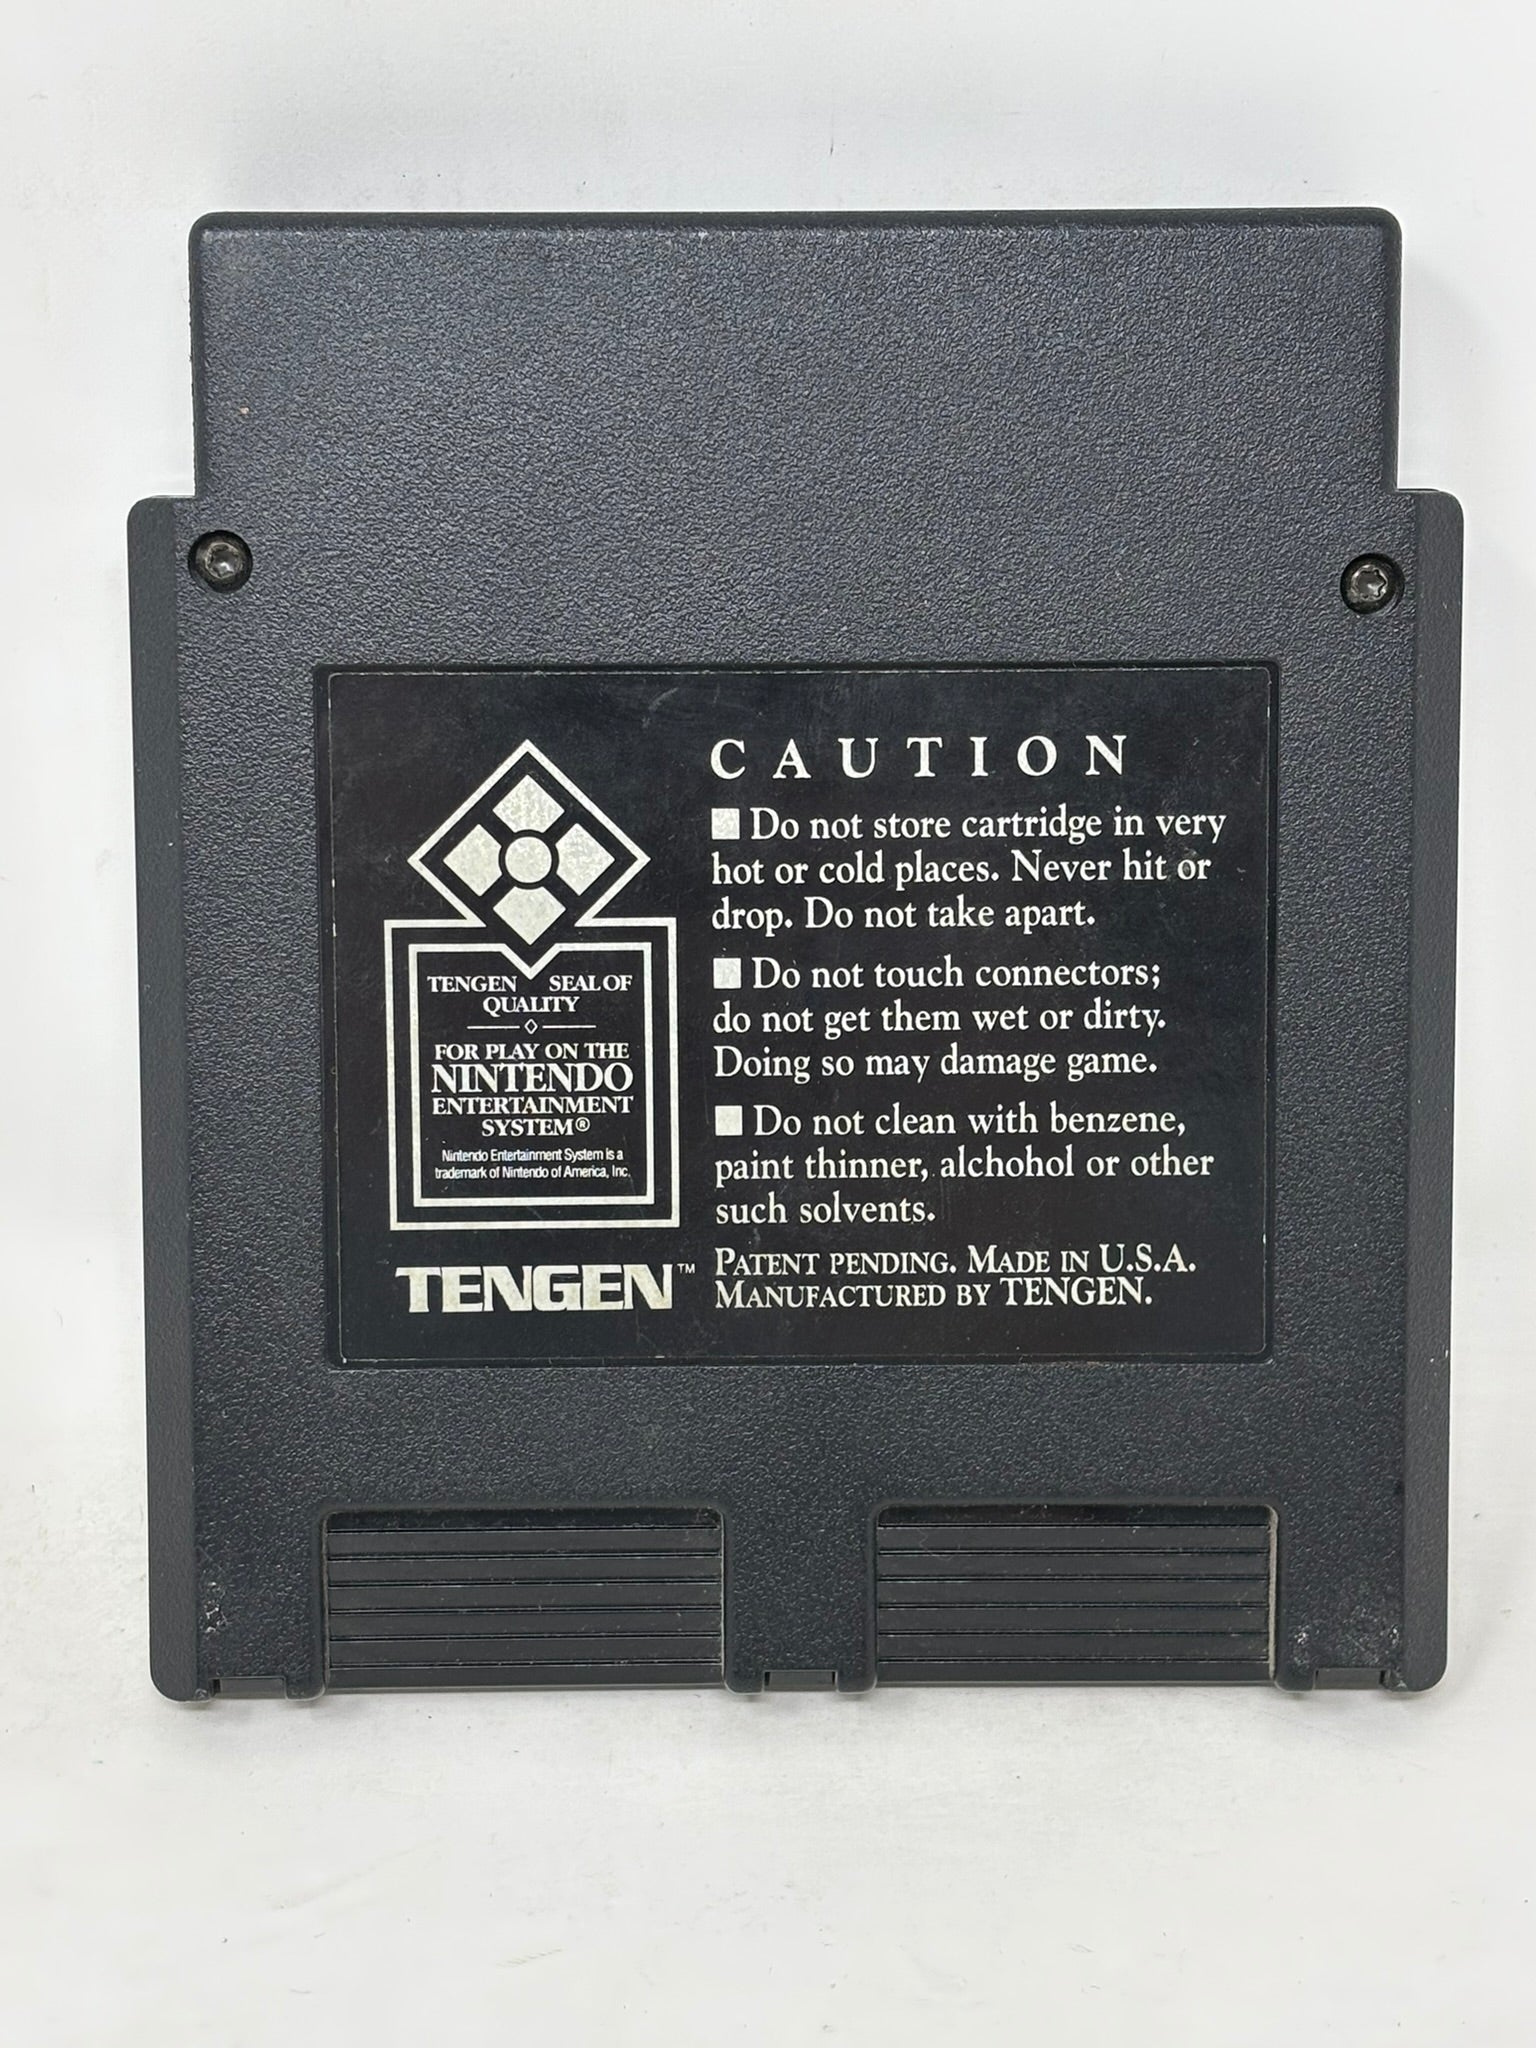 CAUTION
Do not store cartridge in very
hot or cold places. Never hit or
drop. Do not take apart.
Do not touch connectors;
do not get them wet or dirty.
Doing so may damage game.
Do not clean with benzene,
paint thinner, alchohol or other
such solvents.
PATENT PENDING. MADE IN U.S.A.
MANUFACTURED BY TENGEN.
TENGEN SEAL OF
QUALITY
FOR PLAY ON THE
NINTENDO
ENTERTAINMENT
SYSTEM®
Nintendo Entertainment System is a
trademark of Nintendo of America, Inc.
TENGEN™